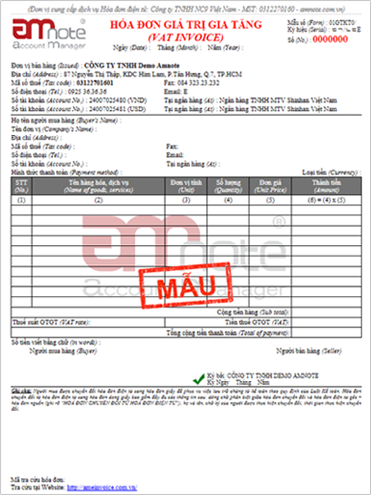 (Đơn vị cung cấp dịch vụ Hóa đơn điện tử: Công ty TNHH NC9 Việt Nam - MST: 0312270160 - amnote.com.vn)
amnote
Account Manager
HÓA ĐƠN GIÁ TRỊ GIA TĂNG
(VAT INVOICE)
Ngày (Date) : Tháng (Month) : Năm (Year) :
Mẫu số (Form) : 01GTKT0/
Ký hiệu (Serial) :
Số (No.) : 0000000
Đơn vị bán hàng (Issued) : CÔNG TY TNHH Demo Amnote
Địa chỉ (Address) : 87 Nguyễn Thị Thập, KDC Him Lam, P.Tân Hưng, Q.7, TP.HCM
Mã số thuế (Tax code) : 03122701601 Fax: 084.323.23.232
Số điện thoại (Tel.) : 0925.36.36.36 Email: E
Số tài khoản (Account No.) : 24007025480 (VND) Tại ngân hàng (At) : Ngân hàng TNHH MTV Shinhan Việt Nam
Số tài khoản (Account No.) : 24007025481 (USD) Tại ngân hàng (At) : Ngân hàng TNHH MTV Shinhan Việt Nam
Họ tên người mua hàng (Buyer's Name) :
Tên đơn vị (Company's Name) :
Địa chỉ (Address) :
Mã số thuế (Tax code) : Fax:
Số điện thoại (Tel.) : Email:
Số tài khoản (Account No.) : Tại ngân hàng (At) :
Hình thức thanh toán (Payment method) : Loại tiền (Currency) :
STT Tên hàng hóa, dịch vụ Đơn vị tính Số lượng Đơn giá Thành tiền
(No.) (Name of goods, services) (Unit) (Quantity) (Unit Price) (Amount)
(1) (2) (3) (4) (5) (6) = (4) x (5)
amnote
Account Manager
MẪU
Cộng tiền hàng (Sub total):
Thuế suất GTGT (VAT rate): Tiền thuế GTGT (VAT):
Tổng cộng tiền thanh toán (Total of payment):
Số tiền viết bằng chữ (in words) :
Người mua hàng (Buyer) Người bán hàng (Seller)
Ký bởi: CÔNG TY TNHH DEMO AMNOTE
Ký Ngày Tháng Năm
Mã tra cứu hóa đơn:
Tra cứu tại Website: http://ameinvoice.com.vn/